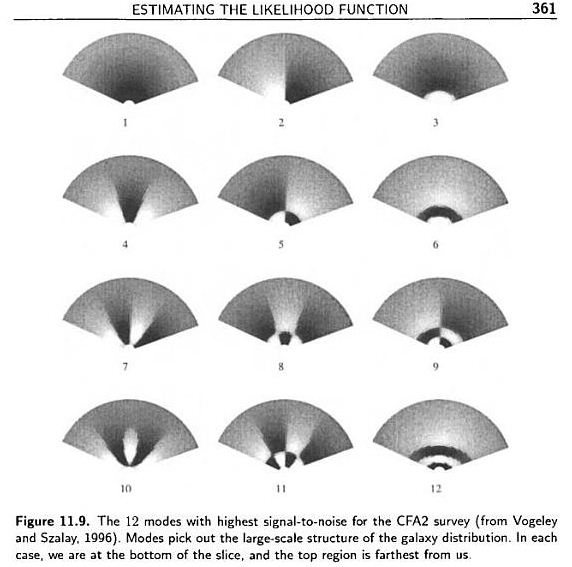 ESTIMATING THE LIKELIHOOD FUNCTION 361
1 2 3
4 5 6
7 8 9
10 11 12
Figure 11.9. The 12 modes with highest signal-to-noise for the CFA2 survey (from Vogeley
and Szalay, 1996). Modes pick out the large-scale structure of the galaxy distribution. In each
case, we are at the bottom of the slice, and the top region is farthest from us.